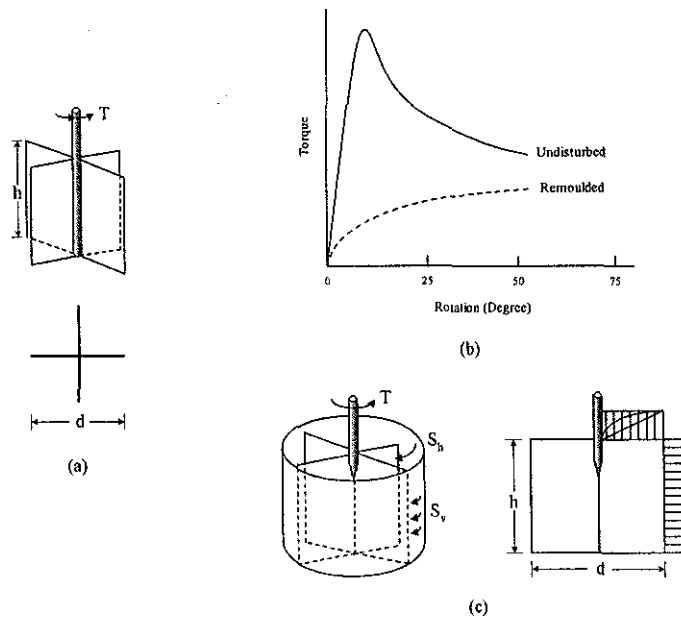 T
h
d
(a)
Torque
Undisturbed
Remoulded
0 25 50 75
Rotation (Degree)
(b)
T
S_h
S_v
h
d
(c)